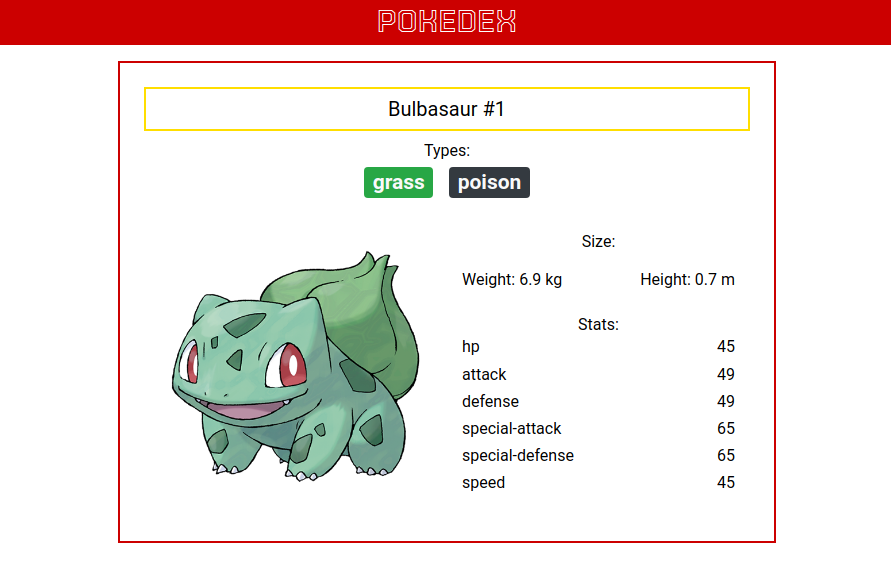 POKEDEX
Bulbasaur #1
Types:
grass poison
Size:
Weight: 6.9 kg Height: 0.7 m
Stats:
hp 45
attack 49
defense 49
special-attack 65
special-defense 65
speed 45